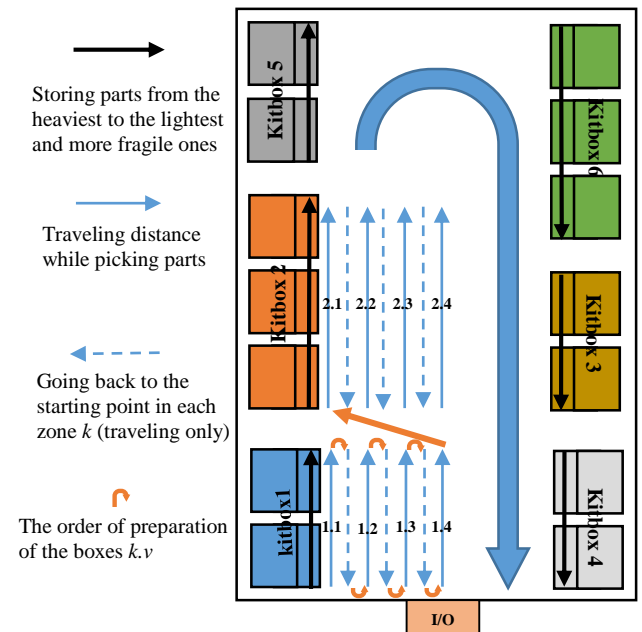 Storing parts from the
heaviest to the lightest
and more fragile ones
Traveling distance
while picking parts
Going back to the
starting point in each
zone k (traveling only)
The order of preparation
of the boxes k.v
Kitbox 5
Kitbox 6
Kitbox 2
2.1 2.2 2.3 2.4
Kitbox 3
kitbox1
1.1 1.2 1.3 1.4
Kitbox 4
I/O